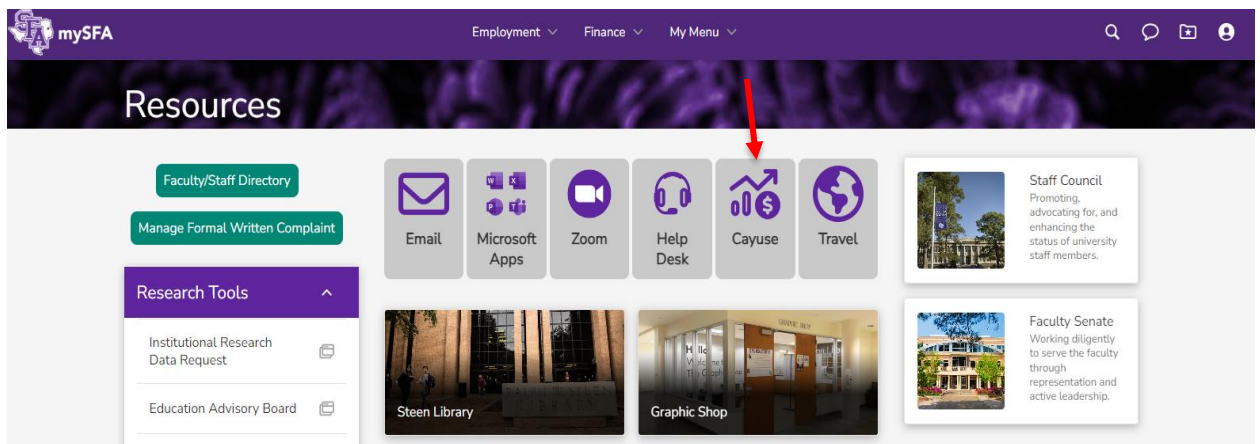 SFA
mySFA
Employment
Finance
My Menu
Resources
Faculty/Staff Directory
Manage Formal Written Complaint
Research Tools
Institutional Research
Data Request
Education Advisory Board
Email
Microsoft
Apps
Zoom
Help
Desk
Cayuse
Travel
Steen Library
GRAPHIC SHOP
Graphic Shop
Staff Council
Promoting,
advocating for, and
enhancing the
status of university
staff members.
Faculty Senate
Working diligently
to serve the faculty
through
representation and
active leadership.